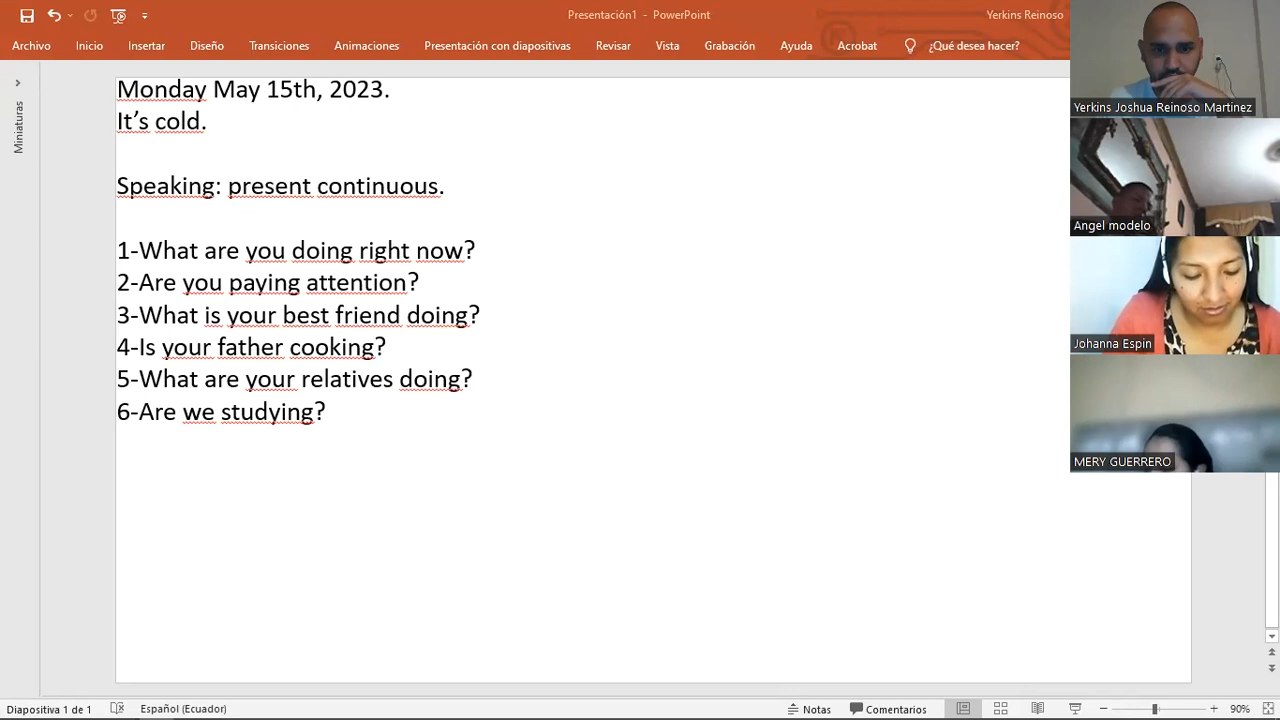 Presentación1 - PowerPoint
Yerkins Reinoso
Archivo
Inicio
Insertar
Diseño
Transiciones
Animaciones
Presentación con diapositivas
Revisar
Vista
Grabación
Ayuda
Acrobat
¿Qué desea hacer?
Miniaturas
Monday May 15th, 2023.
It's cold.
Speaking: present continuous.
1-What are you doing right now?
2-Are you paying attention?
3-What is your best friend doing?
4-Is your father cooking?
5-What are your relatives doing?
6-Are we studying?
Yerkins Joshua Reinoso Martinez
Angel modelo
Johanna Espin
MERY GUERRERO
Diapositiva 1 de 1
Español (Ecuador)
Notas
Comentarios
90%